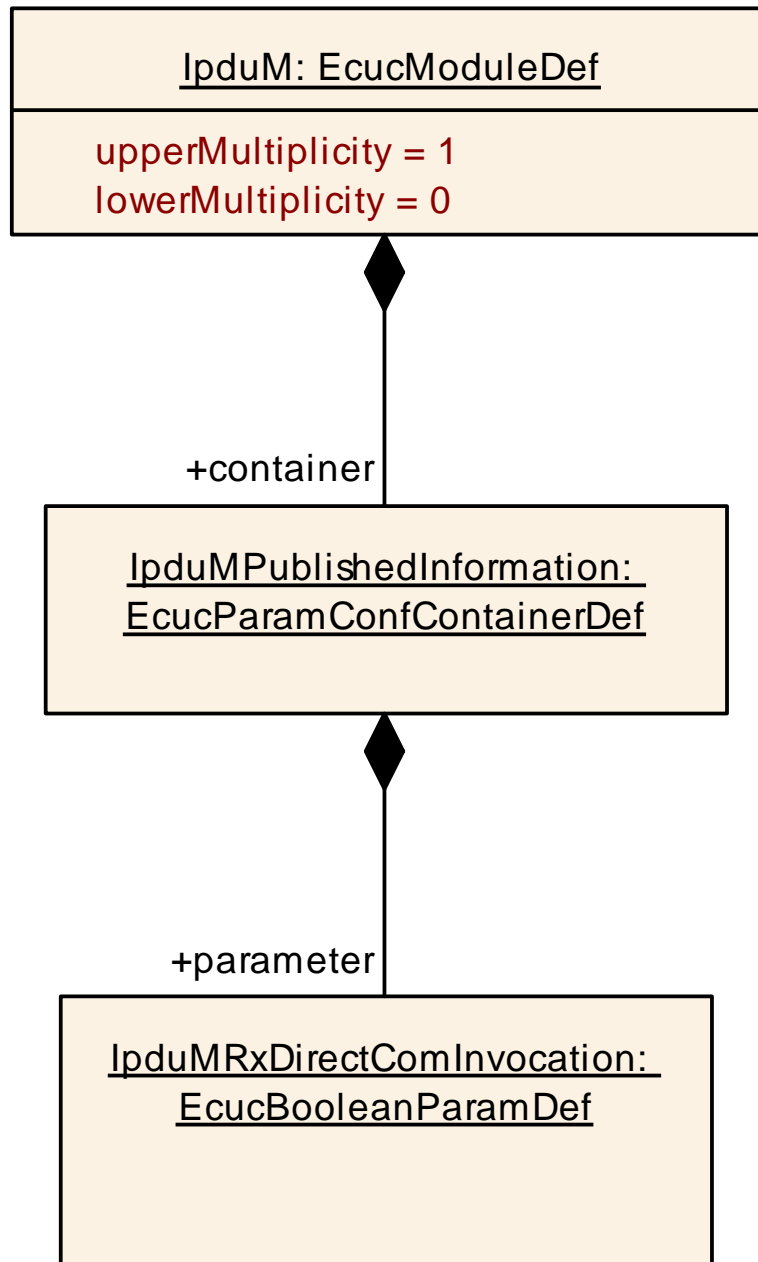 IpduM: EcucModuleDef
upperMultiplicity = 1
lowerMultiplicity = 0
+container
IpduMPublishedInformation:
EcucParamConfContainerDef
+parameter
IpduMRxDirectComInvocation:
EcucBooleanParamDef